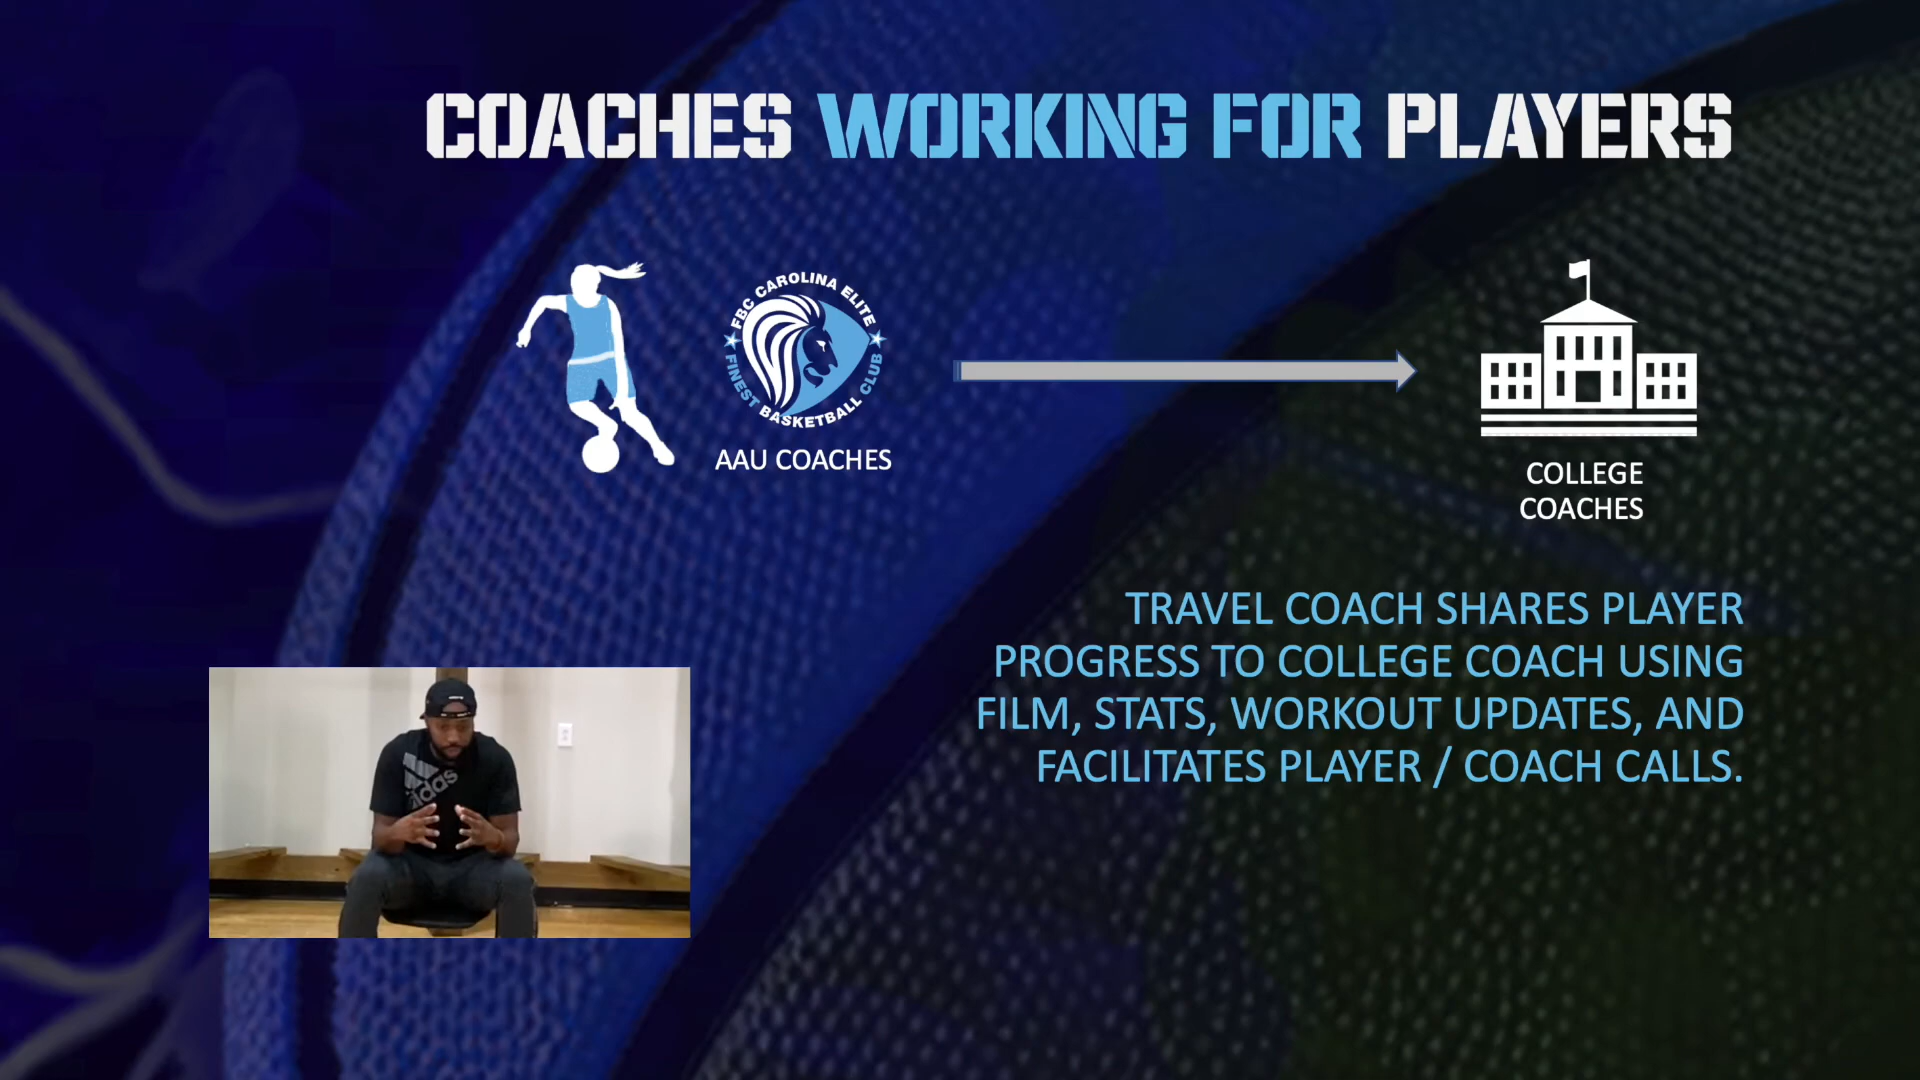 COACHES WORKING FOR PLAYERS
FBC CAROLINA ELITE
FINEST BASKETBALL CLUB
AAU COACHES
COLLEGE
COACHES
TRAVEL COACH SHARES PLAYER
PROGRESS TO COLLEGE COACH USING
FILM, STATS, WORKOUT UPDATES, AND
FACILITATES PLAYER / COACH CALLS.
adidas